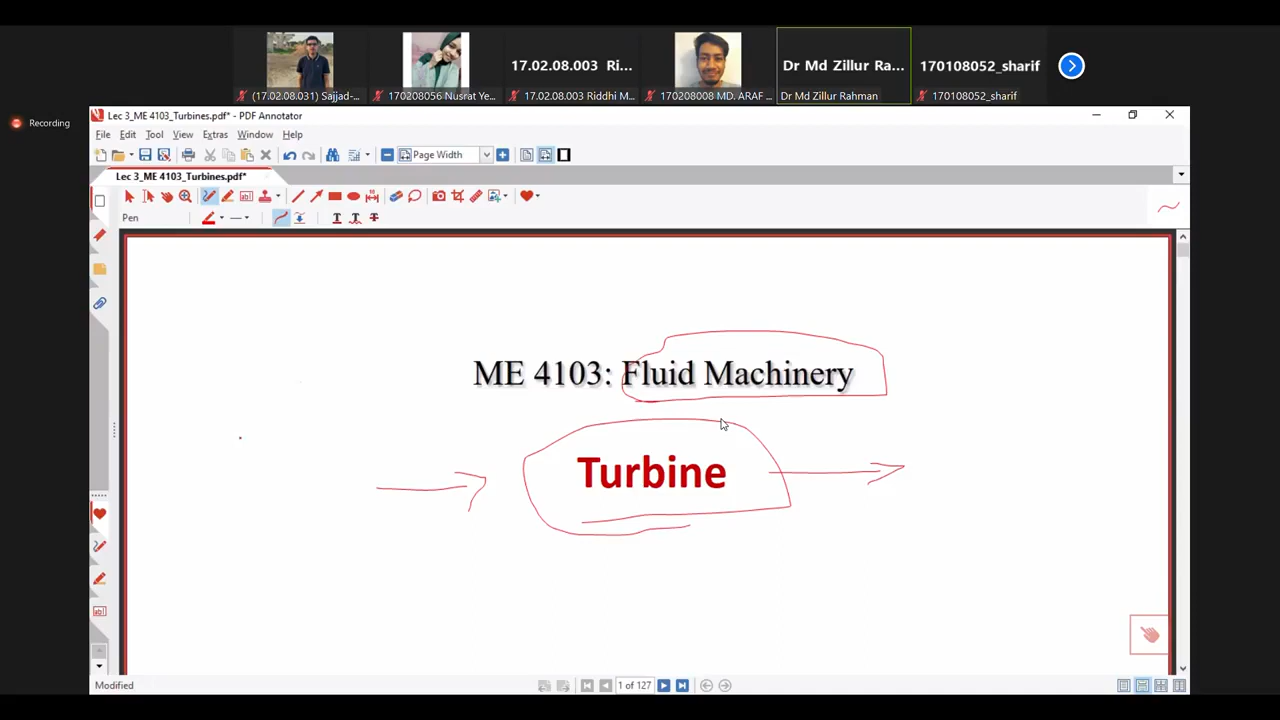 17.02.08.003 Ri...
Dr Md Zillur Ra...
170108052_sharif
(17.02.08.031) Sajjad-...
170208056 Nusrat Ye...
17.02.08.003 Riddhi M...
170208008 MD. ARAF ...
Dr Md Zillur Rahman
170108052_sharif
Recording
Lec 3_ME 4103_Turbines.pdf* - PDF Annotator
File Edit Tool View Extras Window Help
Page Width
Lec 3_ME 4103_Turbines.pdf*
Pen
ME 4103: Fluid Machinery
Turbine
Modified
1 of 127